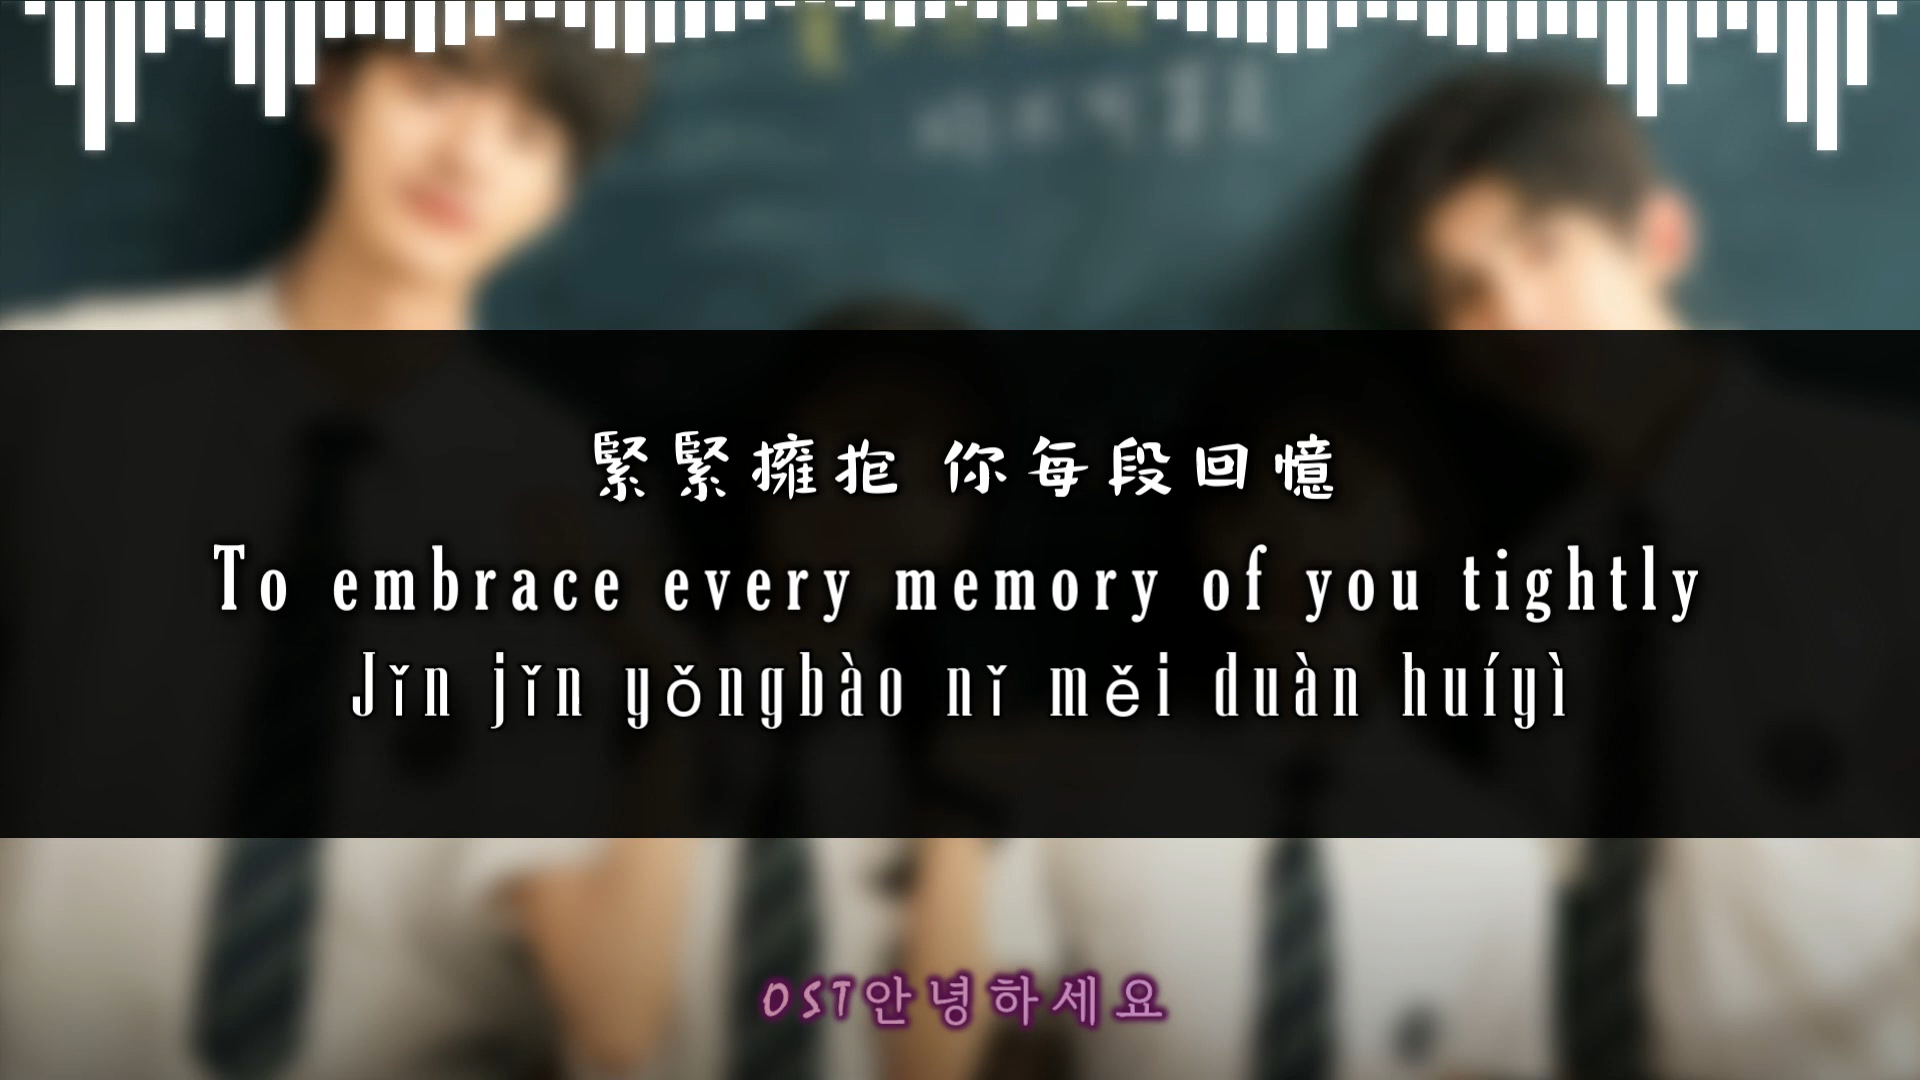 緊緊擁抱 你每段回憶
To embrace every memory of you tightly
Jǐn jǐn yǒngbào nǐ měi duàn huíyì
OST안녕하세요